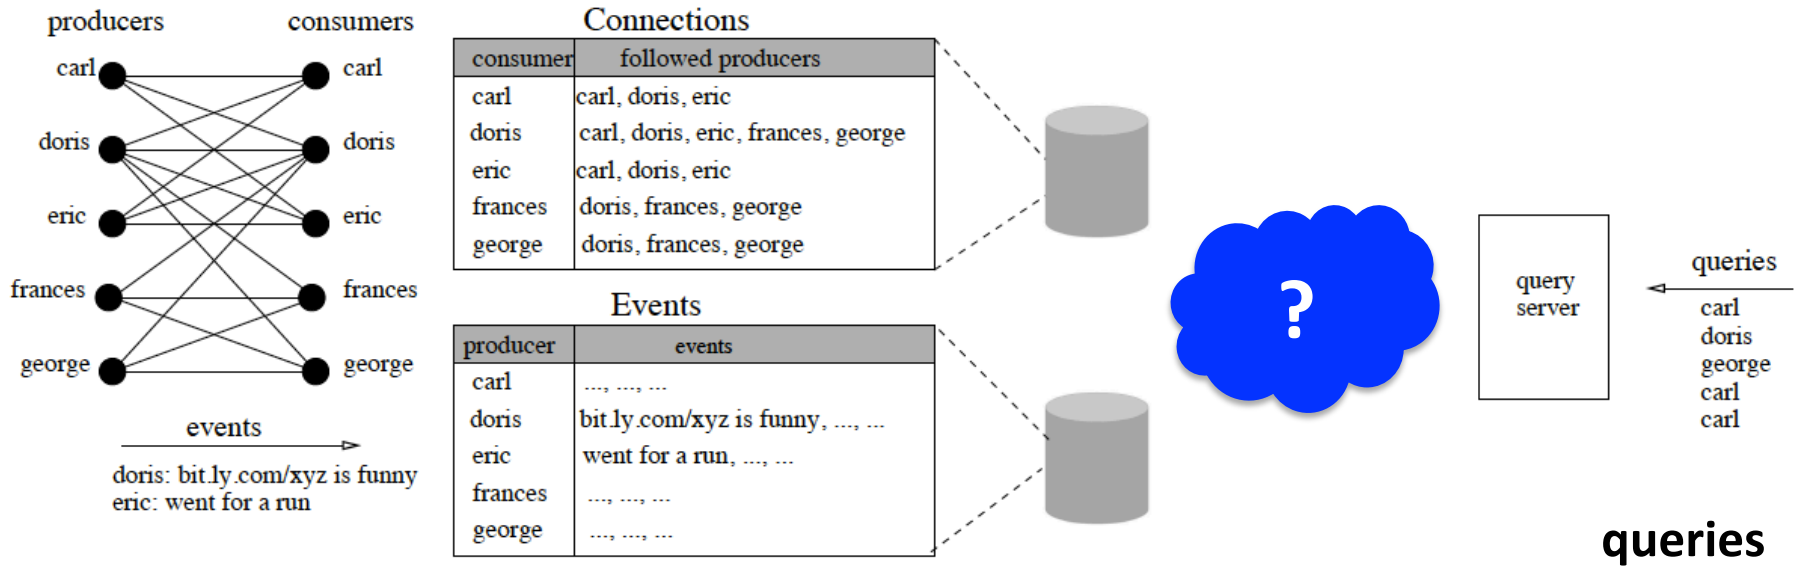 producers consumers
carl carl
doris doris
eric eric
frances frances
george george
events
doris: bit.ly.com/xyz is funny
eric: went for a run
Connections
consumer followed producers
carl carl, doris, eric
doris carl, doris, eric, frances, george
eric carl, doris, eric
frances doris, frances, george
george doris, frances, george
Events
producer events
carl ..., ..., ...
doris bit.ly.com/xyz is funny, ..., ...
eric went for a run, ..., ...
frances ..., ..., ...
george ..., ..., ...
?
query
server
queries
carl
doris
george
carl
carl
queries